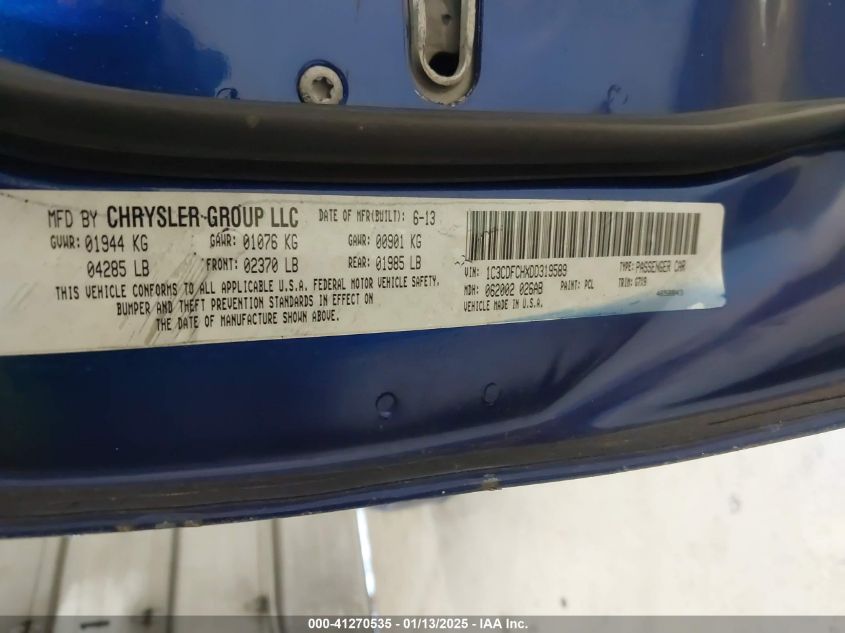 MFD BY CHRYSLER GROUP LLC DATE OF MFR(BUILT): 6-13
GVWR: 01944 KG GAWR: 01076 KG GAWR: 00901 KG
04285 LB FRONT: 02370 LB REAR: 01985 LB
THIS VEHICLE CONFORMS TO ALL APPLICABLE U.S.A. FEDERAL MOTOR VEHICLE SAFETY,
BUMPER AND THEFT PREVENTION STANDARDS IN EFFECT ON
THE DATE OF MANUFACTURE SHOWN ABOVE.
VIN: 1C3CDFCHXDD319589 TYPE: PASSENGER CAR
MDH: 062002 026AB PAINT: PCL TRIM: G7X9
VEHICLE MADE IN U.S.A.
000-41270535 - 01/13/2025 - IAA Inc.